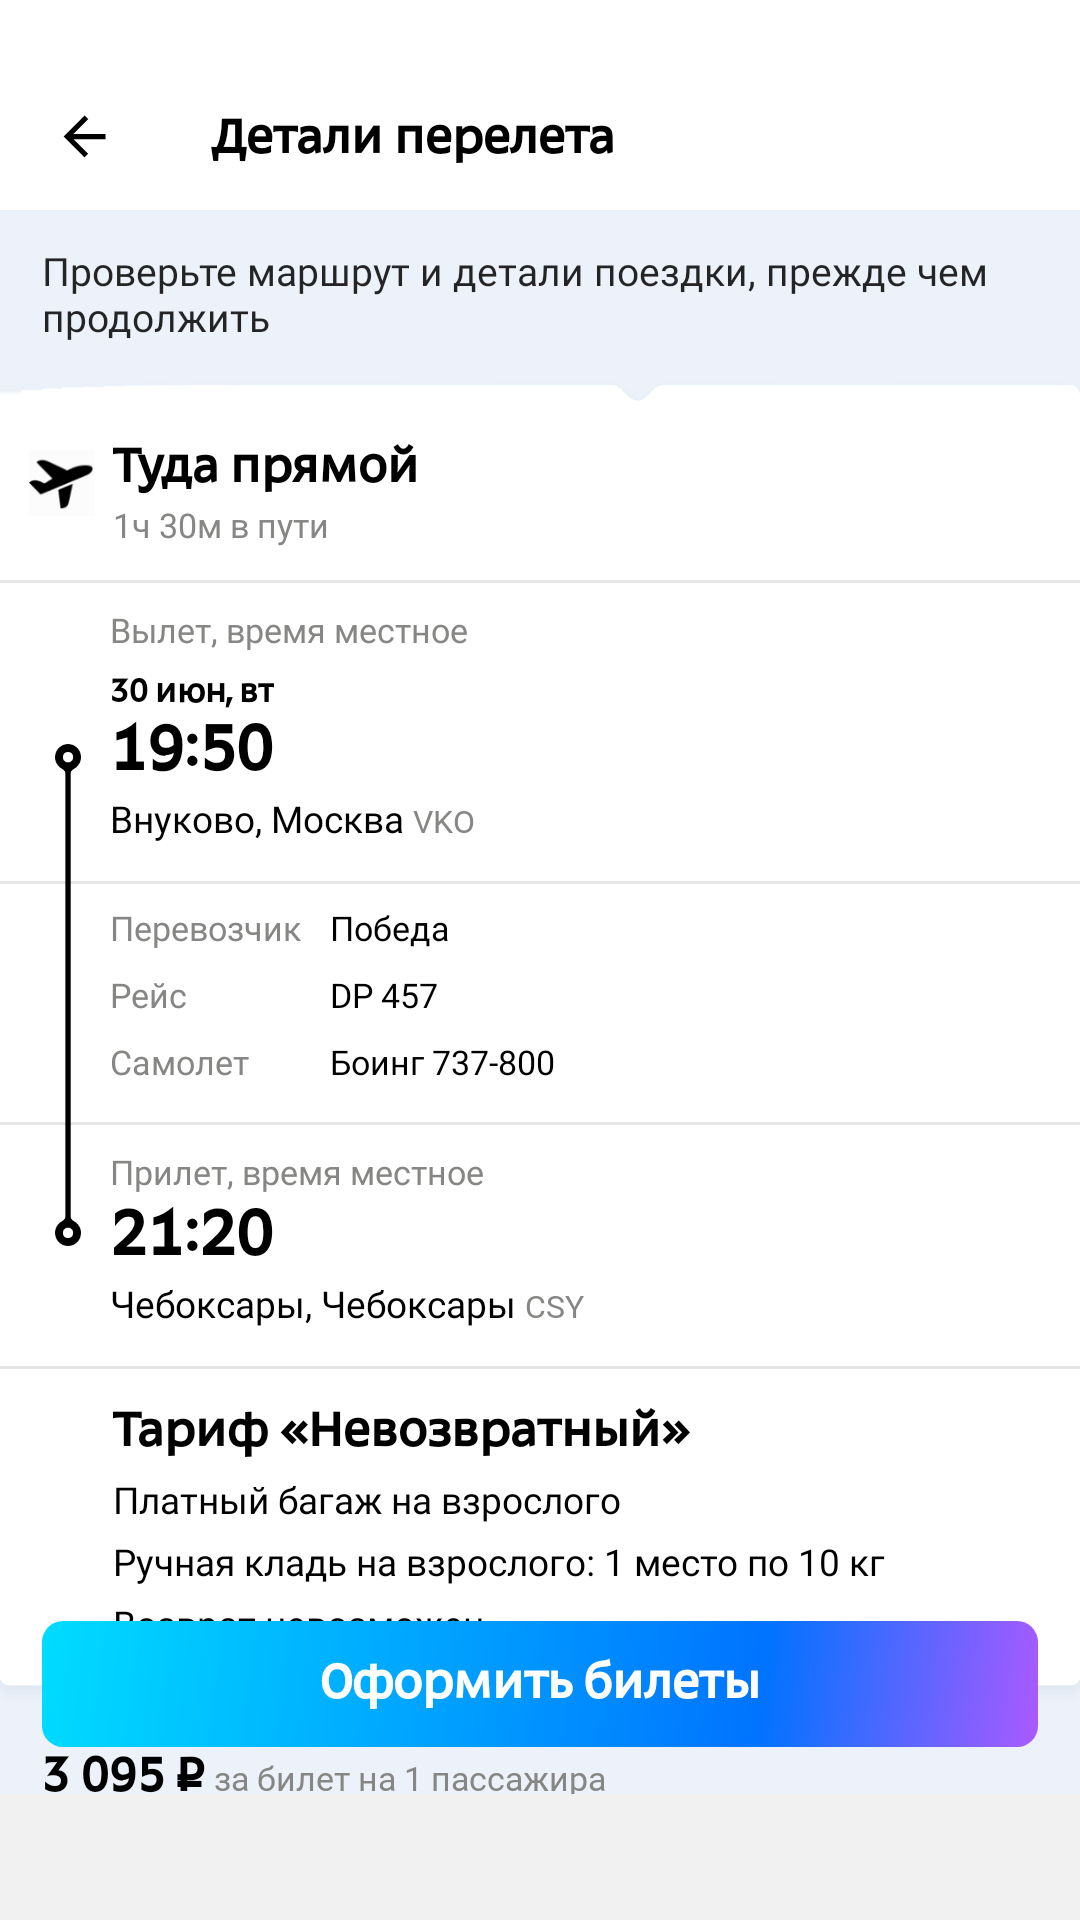 Детали перелета
Проверьте маршрут и детали поездки, прежде чем
продолжить
Туда прямой
1ч 30м в пути
Вылет, время местное
30 июн, вт
19:50
Внуково, Москва VKO
Перевозчик Победа
Рейс DP 457
Самолет Боинг 737-800
Прилет, время местное
21:20
Чебоксары, Чебоксары CSY
Тариф «Невозвратный»
Платный багаж на взрослого
Ручная кладь на взрослого: 1 место по 10 кг
Возврат невозможен
Оформить билеты
3 095 ₽ за билет на 1 пассажира